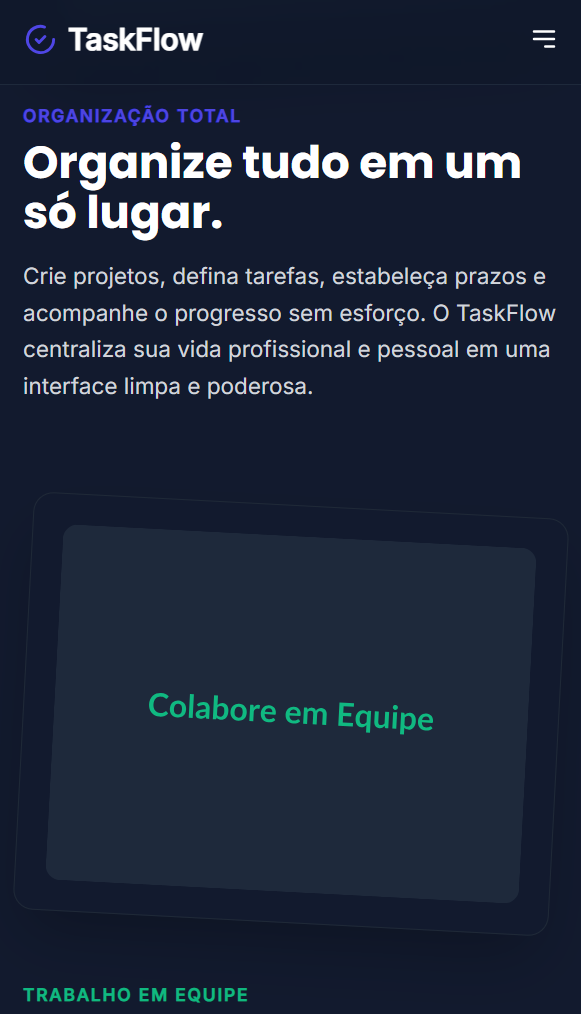 TaskFlow
ORGANIZAÇÃO TOTAL
Organize tudo em um
só lugar.
Crie projetos, defina tarefas, estabeleça prazos e
acompanhe o progresso sem esforço. O TaskFlow
centraliza sua vida profissional e pessoal em uma
interface limpa e poderosa.
Colabore em Equipe
TRABALHO EM EQUIPE